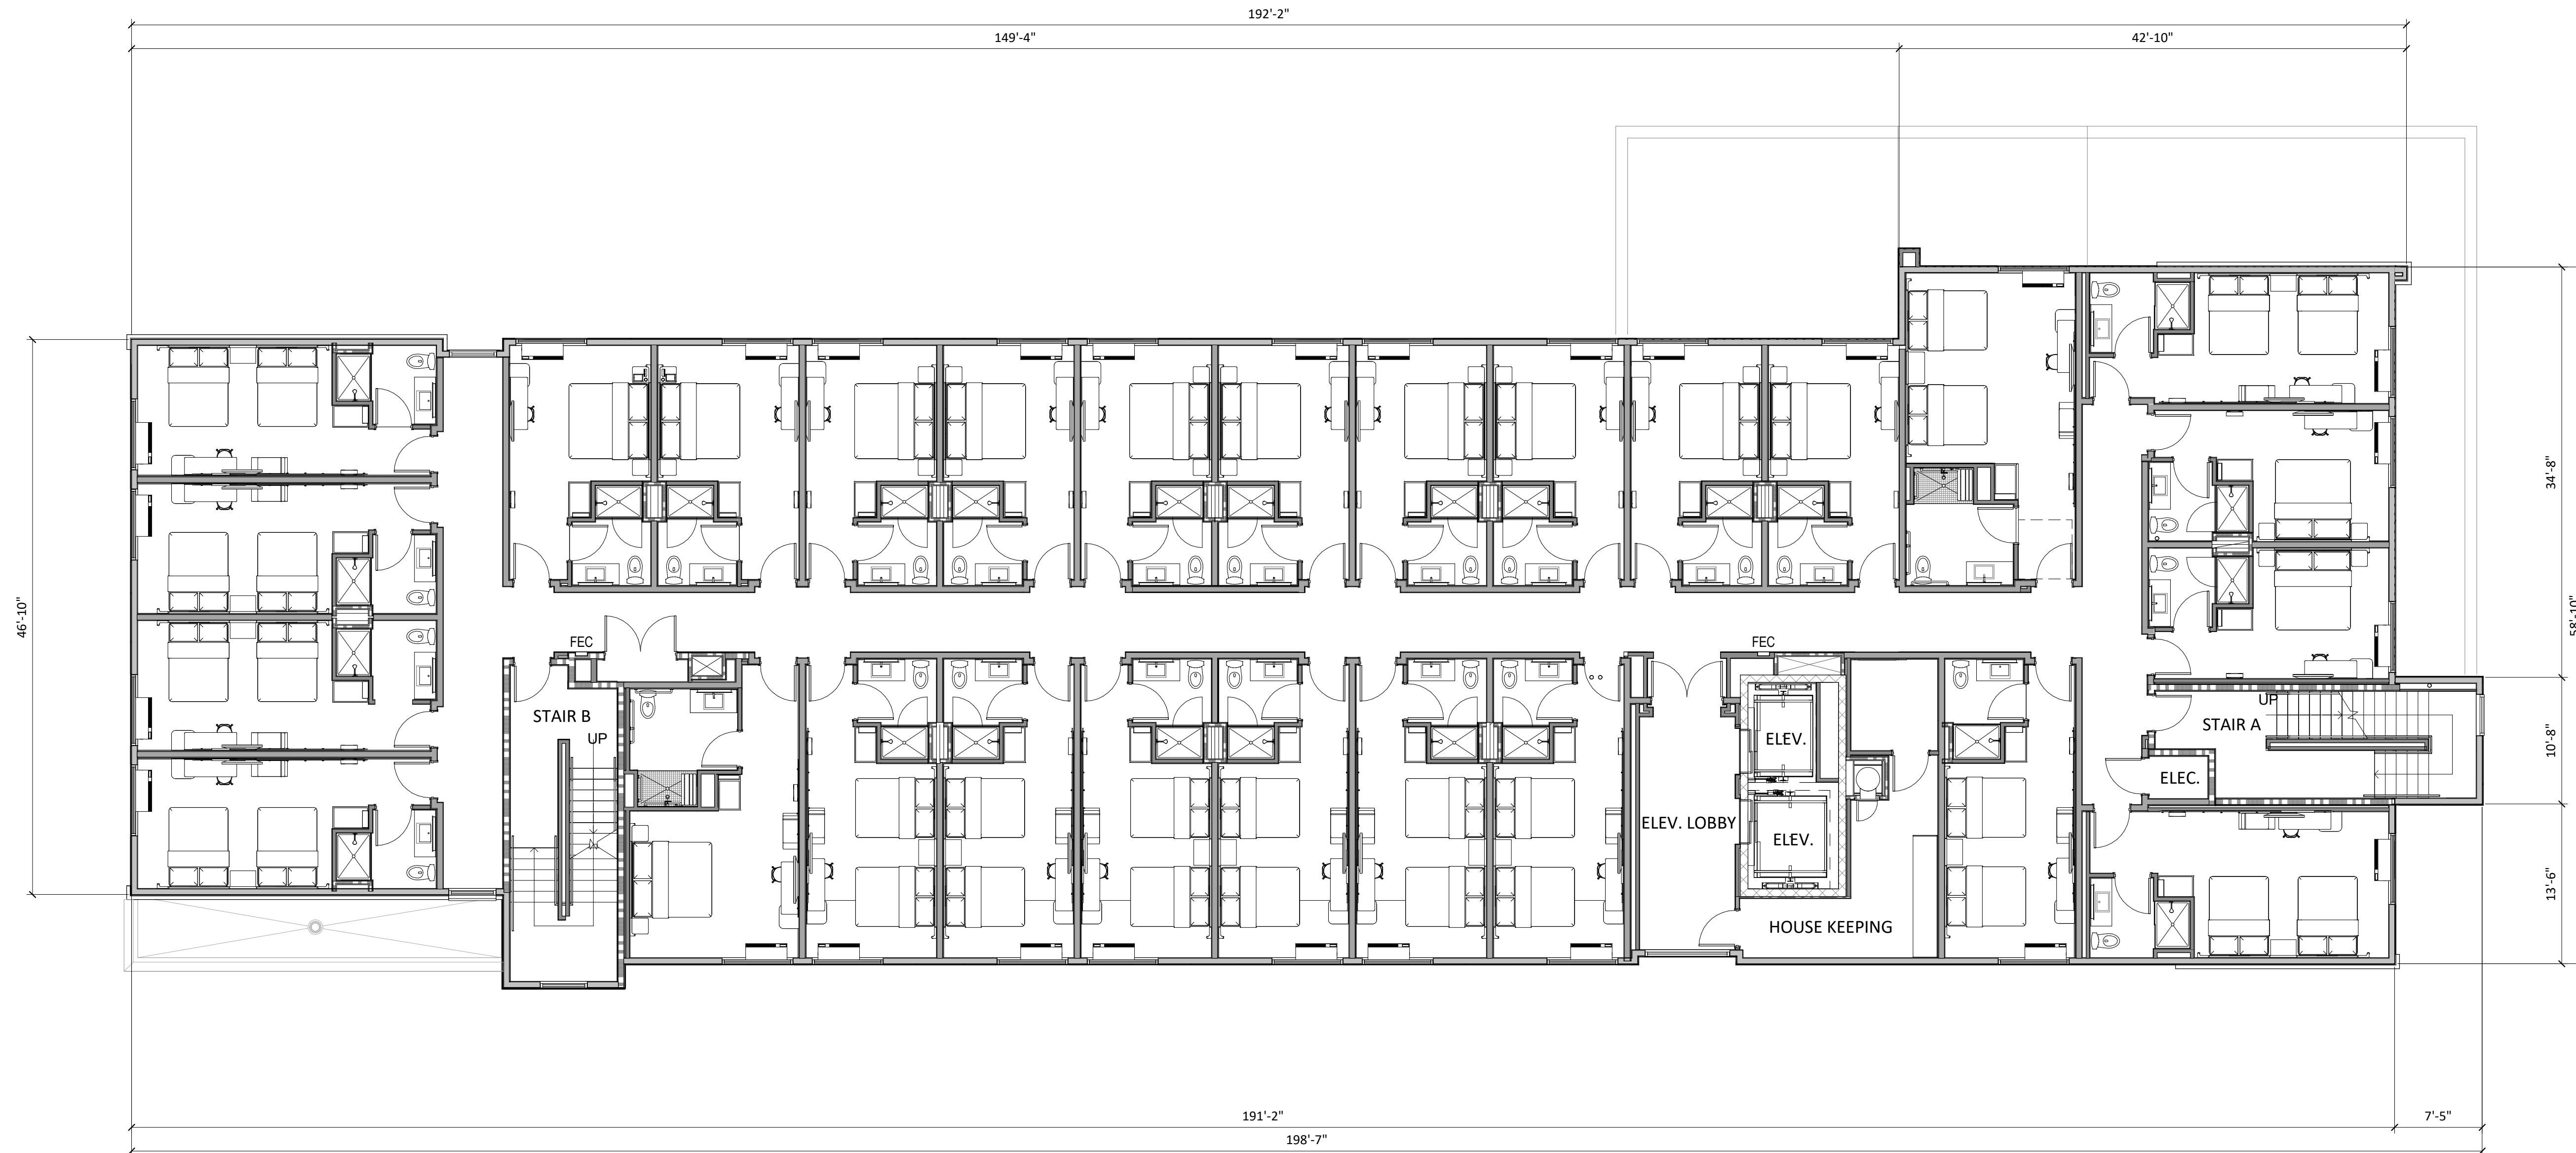 192'-2"
149'-4"
42'-10"
46'-10"
34'-8"
58'-10"
10'-8"
13'-6"
FEC
FEC
STAIR B
UP
UP
STAIR A
ELEV.
ELEC.
ELEV. LOBBY
ELEV.
HOUSE KEEPING
191'-2"
7'-5"
198'-7"